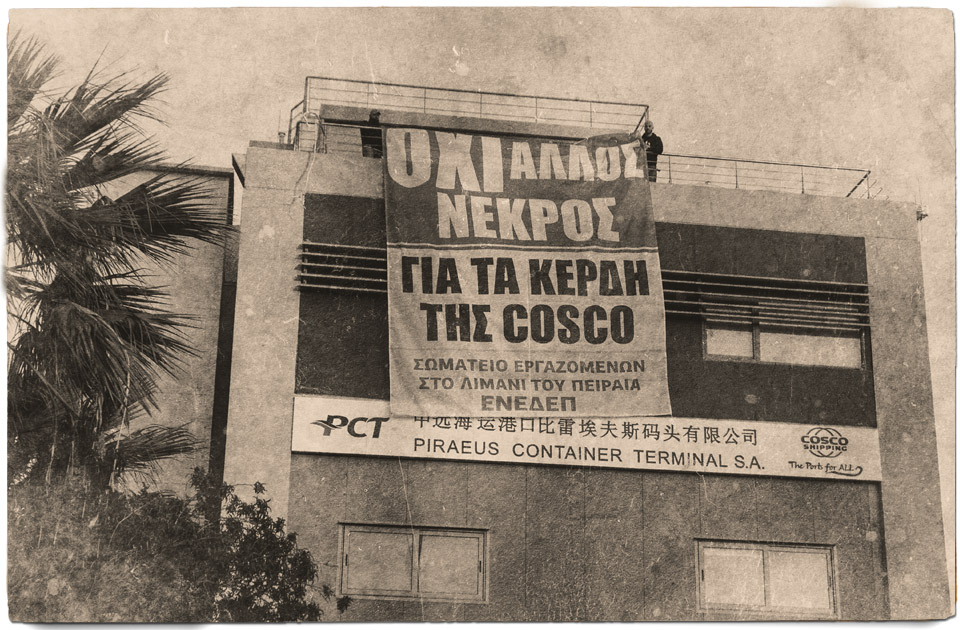 ΟΧΙ ΑΛΛΟΣ
ΝΕΚΡΟΣ
ΓΙΑ ΤΑ ΚΕΡΔΗ
ΤΗΣ COSCO
ΣΩΜΑΤΕΙΟ ΕΡΓΑΖΟΜΕΝΩΝ
ΣΤΟ ΛΙΜΑΝΙ ΤΟΥ ΠΕΙΡΑΙΑ
ΕΝΕΔΕΠ
PCT
中远海运港口比雷埃夫斯码头有限公司
PIRAEUS CONTAINER TERMINAL S.A.
COSCO
SHIPPING
The Ports for ALL